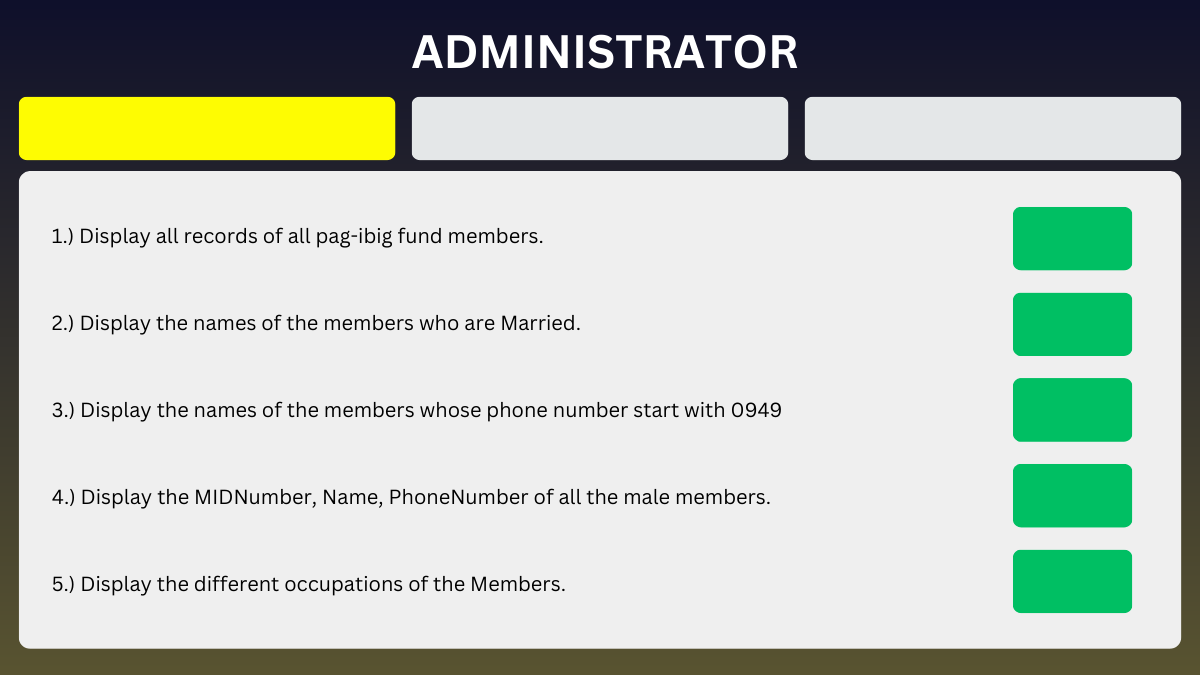 ADMINISTRATOR
1.) Display all records of all pag-ibig fund members.
2.) Display the names of the members who are Married.
3.) Display the names of the members whose phone number start with 0949
4.) Display the MIDNumber, Name, PhoneNumber of all the male members.
5.) Display the different occupations of the Members.